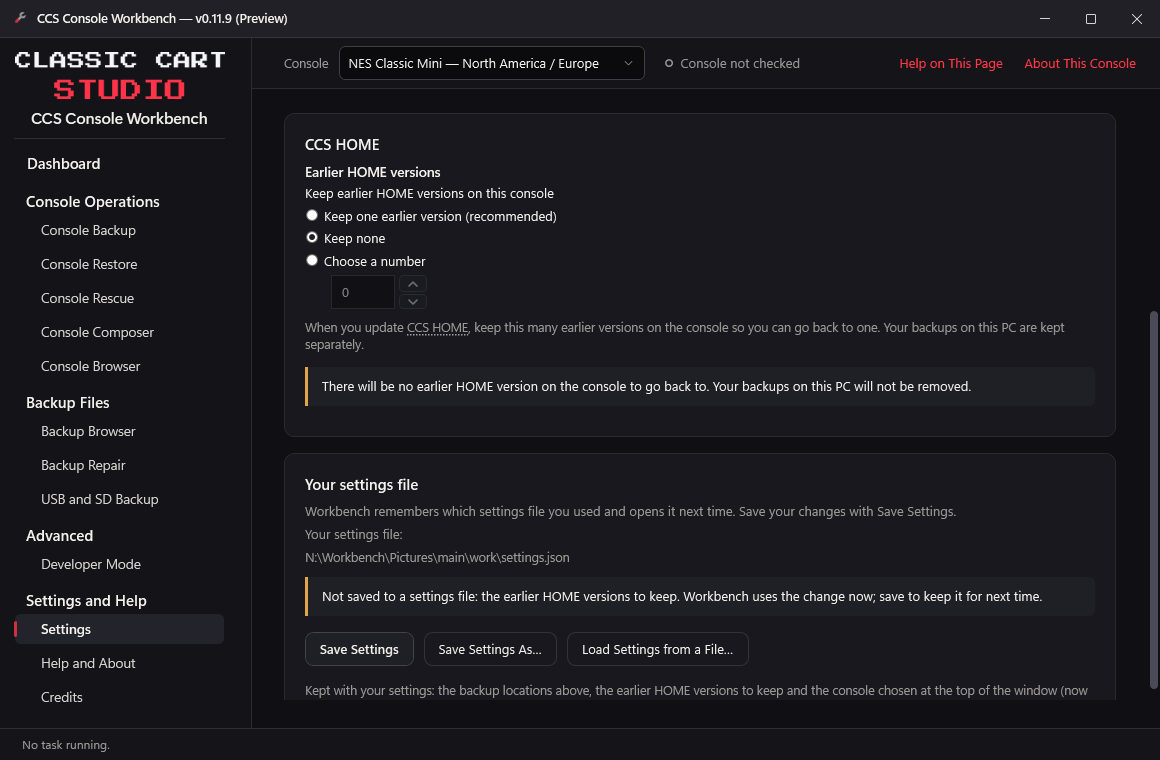 CCS Console Workbench — v0.11.9 (Preview)
CLASSIC CART
STUDIO
CCS Console Workbench
Dashboard
Console Operations
Console Backup
Console Restore
Console Rescue
Console Composer
Console Browser
Backup Files
Backup Browser
Backup Repair
USB and SD Backup
Advanced
Developer Mode
Settings and Help
Settings
Help and About
Credits
Console
NES Classic Mini — North America / Europe
Console not checked
Help on This Page
About This Console
CCS HOME
Earlier HOME versions
Keep earlier HOME versions on this console
Keep one earlier version (recommended)
Keep none
Choose a number
0
When you update CCS HOME, keep this many earlier versions on the console so you can go back to one. Your backups on this PC are kept
separately.
There will be no earlier HOME version on the console to go back to. Your backups on this PC will not be removed.
Your settings file
Workbench remembers which settings file you used and opens it next time. Save your changes with Save Settings.
Your settings file:
N:\Workbench\Pictures\main\work\settings.json
Not saved to a settings file: the earlier HOME versions to keep. Workbench uses the change now; save to keep it for next time.
Save Settings
Save Settings As...
Load Settings from a File...
Kept with your settings: the backup locations above, the earlier HOME versions to keep and the console chosen at the top of the window (now
No task running.